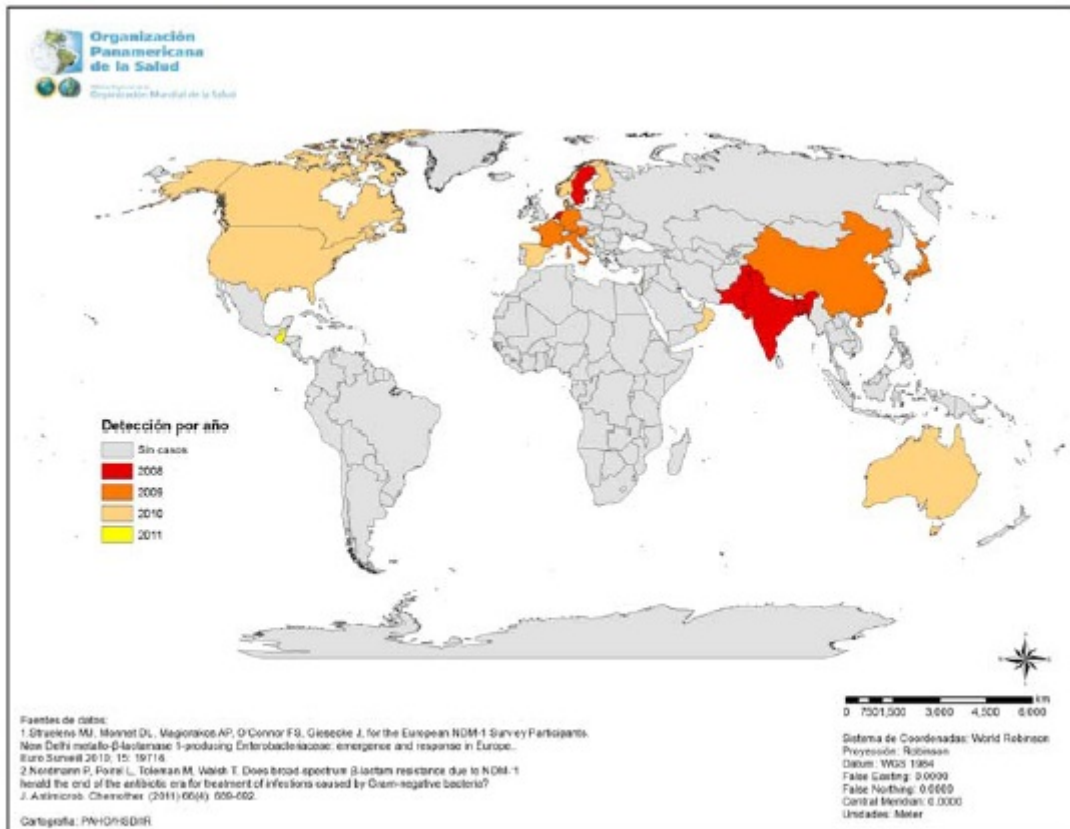 Organización
Panamericana
de la Salud
Organización Mundial de la Salud
Detección por año
Sin casos
2008
2009
2010
2011
km
0 7501,500 3,000 4,500 6,000
Fuentes de datos:
1.Struelens MJ, Monnet DL, Magiorakos AP, O'Connor FS, Giesecke J, for the European NDM-1 Survey Participants.
New Delhi metallo-β-lactamase 1-producing Enterobacteriaceae: emergence and response in Europe..
Euro Surveill 2010; 15: 19716.
2.Nordmann P, Poirel L, Toleman M, Walsh T. Does broad-spectrum β-lactam resistance due to NDM-1
herald the end of the antibiotic era for treatment of infections caused by Gram-negative bacteria?
J. Antimicrob. Chemother. (2011) 66(4): 689-692.
Cartografía: PAHO/HSD/IR
Sistema de Coordenadas: World Robinson
Proyección: Robinson
Datum: WGS 1984
False Easting: 0.0000
False Northing: 0.0000
Central Meridian: 0.0000
Unidades: Meter